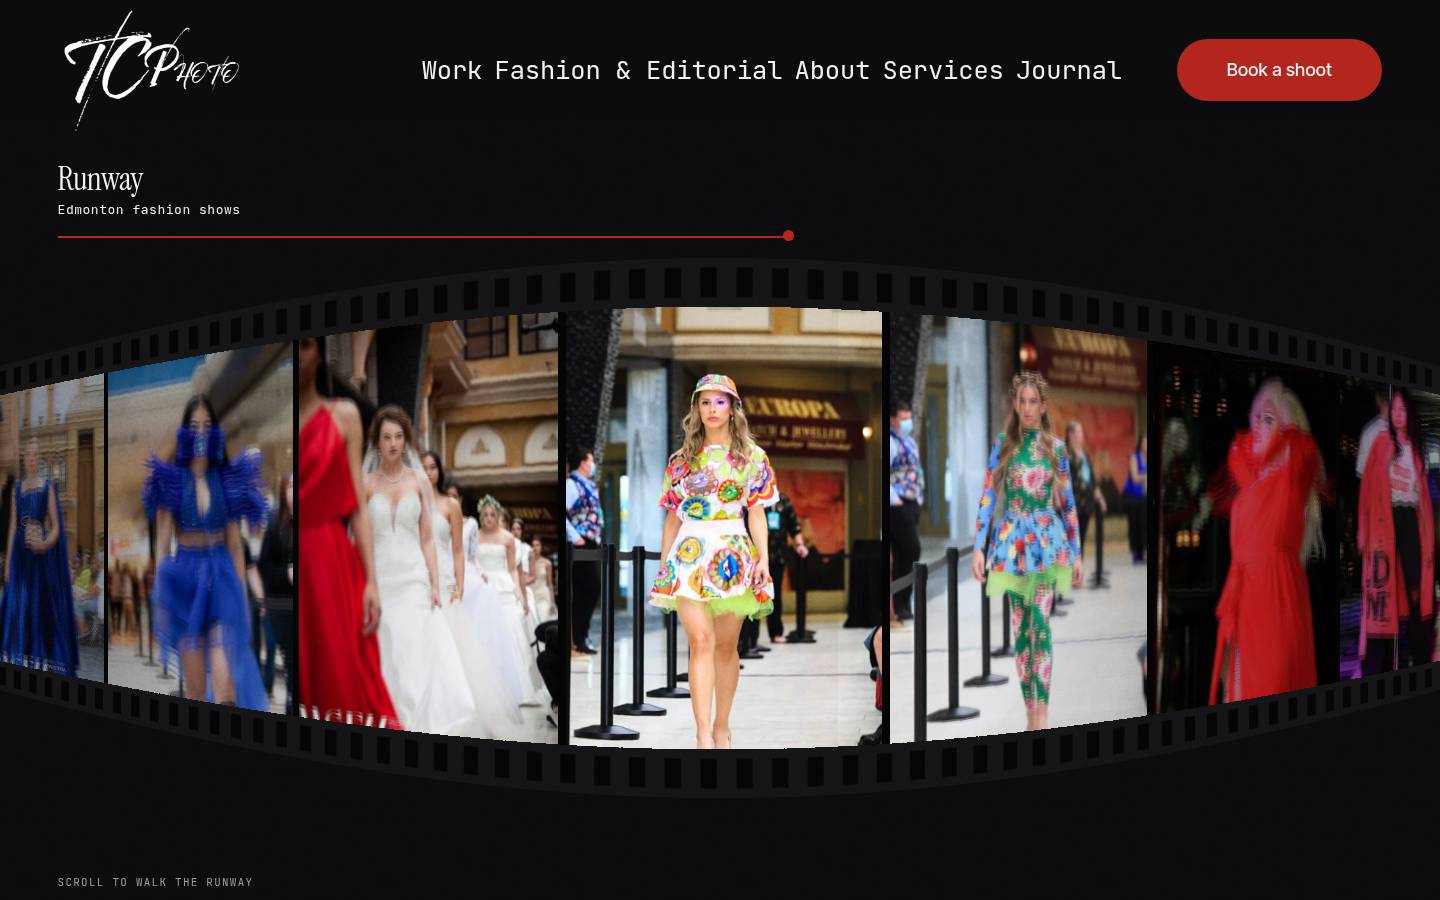 TCPHOTO
Work Fashion & Editorial About Services Journal
Book a shoot
Runway
Edmonton fashion shows
EUROPA
SCROLL TO WALK THE RUNWAY